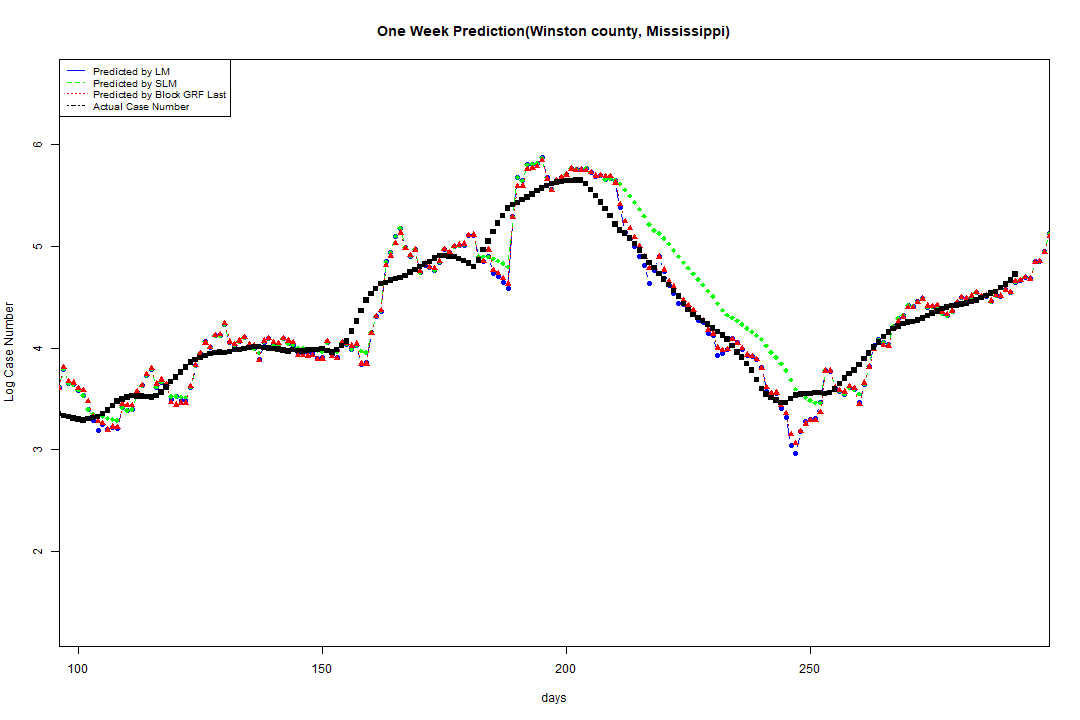 One Week Prediction(Winston county, Mississippi)
Predicted by LM
Predicted by SLM
Predicted by Block GRF Last
Actual Case Number
6
5
4
3
2
Log Case Number
100 150 200 250
days